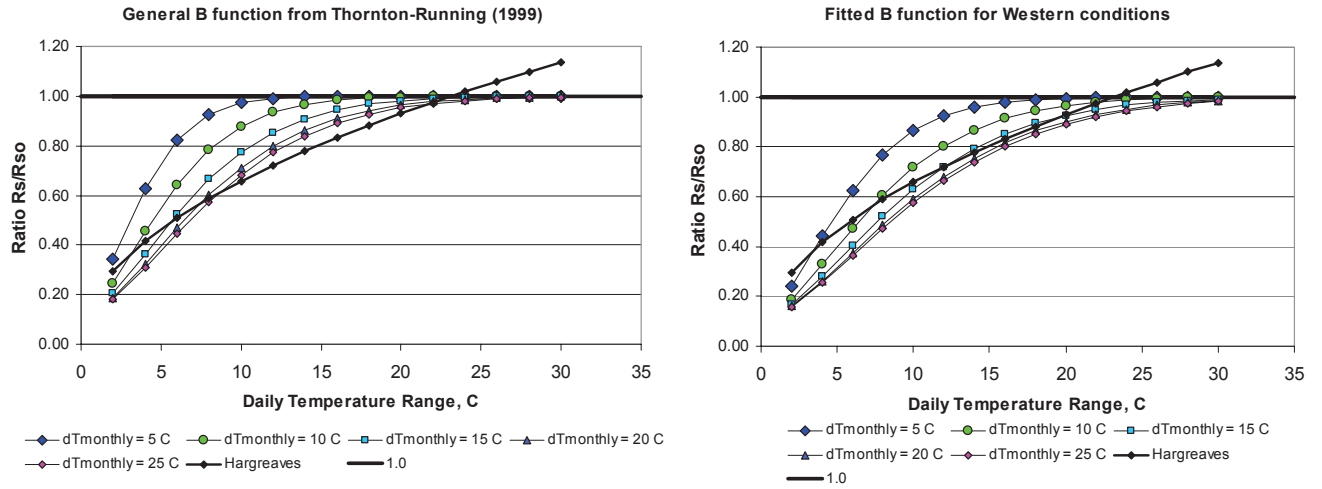 General B function from Thornton-Running (1999)
1.20
1.00
0.80
0.60
0.40
0.20
0.00
Ratio Rs/Rso
0 5 10 15 20 25 30 35
Daily Temperature Range, C
dTmonthly = 5 C dTmonthly = 10 C dTmonthly = 15 C dTmonthly = 20 C
dTmonthly = 25 C Hargreaves 1.0
Fitted B function for Western conditions
1.20
1.00
0.80
0.60
0.40
0.20
0.00
Ratio Rs/Rso
0 5 10 15 20 25 30 35
Daily Temperature Range, C
dTmonthly = 5 C dTmonthly = 10 C dTmonthly = 15 C
dTmonthly = 20 C dTmonthly = 25 C Hargreaves
1.0